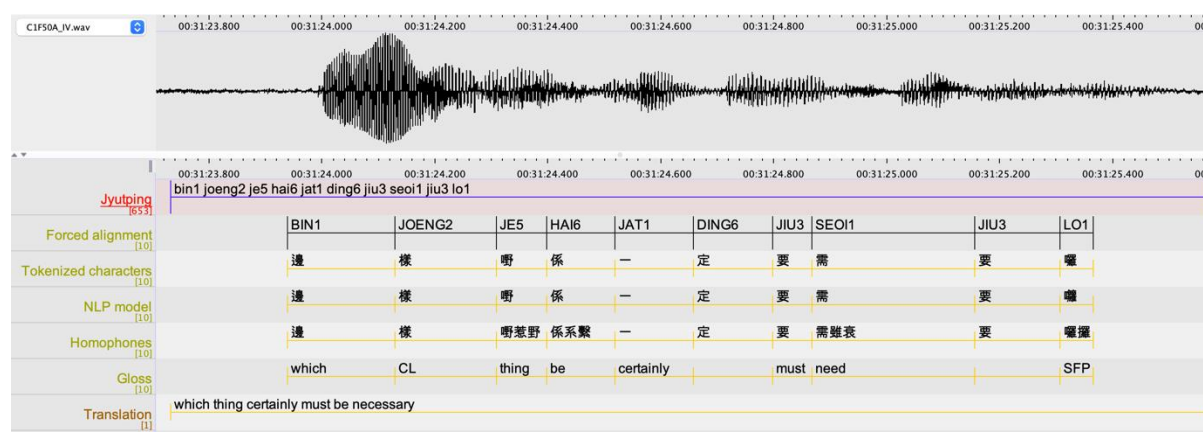 C1F50A_IV.wav
00:31:23.800 00:31:24.000 00:31:24.200 00:31:24.400 00:31:24.600 00:31:24.800 00:31:25.000 00:31:25.200 00:31:25.400 00
00:31:23.800 00:31:24.000 00:31:24.200 00:31:24.400 00:31:24.600 00:31:24.800 00:31:25.000 00:31:25.200 00:31:25.400 00
Jyutping [653] bin1 joeng2 je5 hai6 jat1 ding6 jiu3 seoi1 jiu3 lo1
Forced alignment [10] BIN1 JOENG2 JE5 HAI6 JAT1 DING6 JIU3 SEOI1 JIU3 LO1
Tokenized characters [10] 邊 樣 嘢 係 一 定 要 需 要 囉
NLP model [10] 邊 樣 嘢 係 一 定 要 需 要 囉
Homophones [10] 邊 樣 嘢惹野 係系繫 一 定 要 需雖衰 要 囉攞
Gloss [10] which CL thing be certainly must need SFP
Translation [1] which thing certainly must be necessary